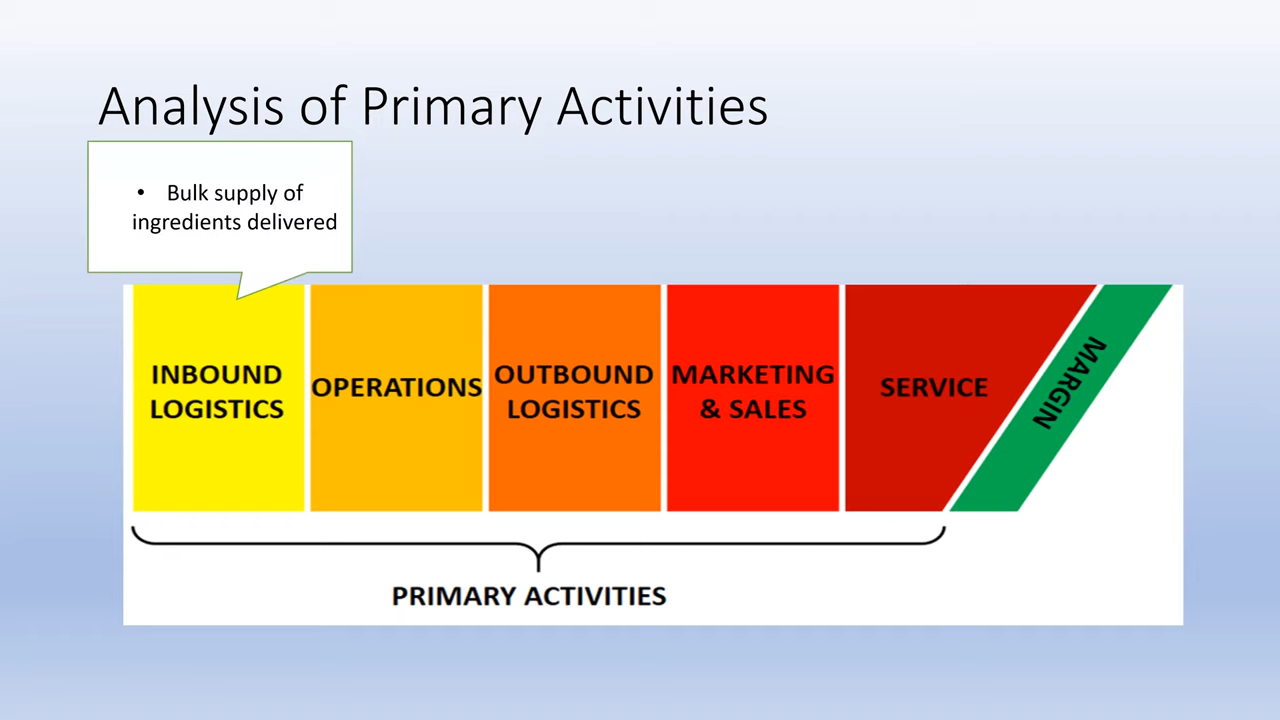 Analysis of Primary Activities
• Bulk supply of
ingredients delivered
INBOUND
LOGISTICS
OPERATIONS
OUTBOUND
LOGISTICS
MARKETING
& SALES
SERVICE
MARGIN
PRIMARY ACTIVITIES